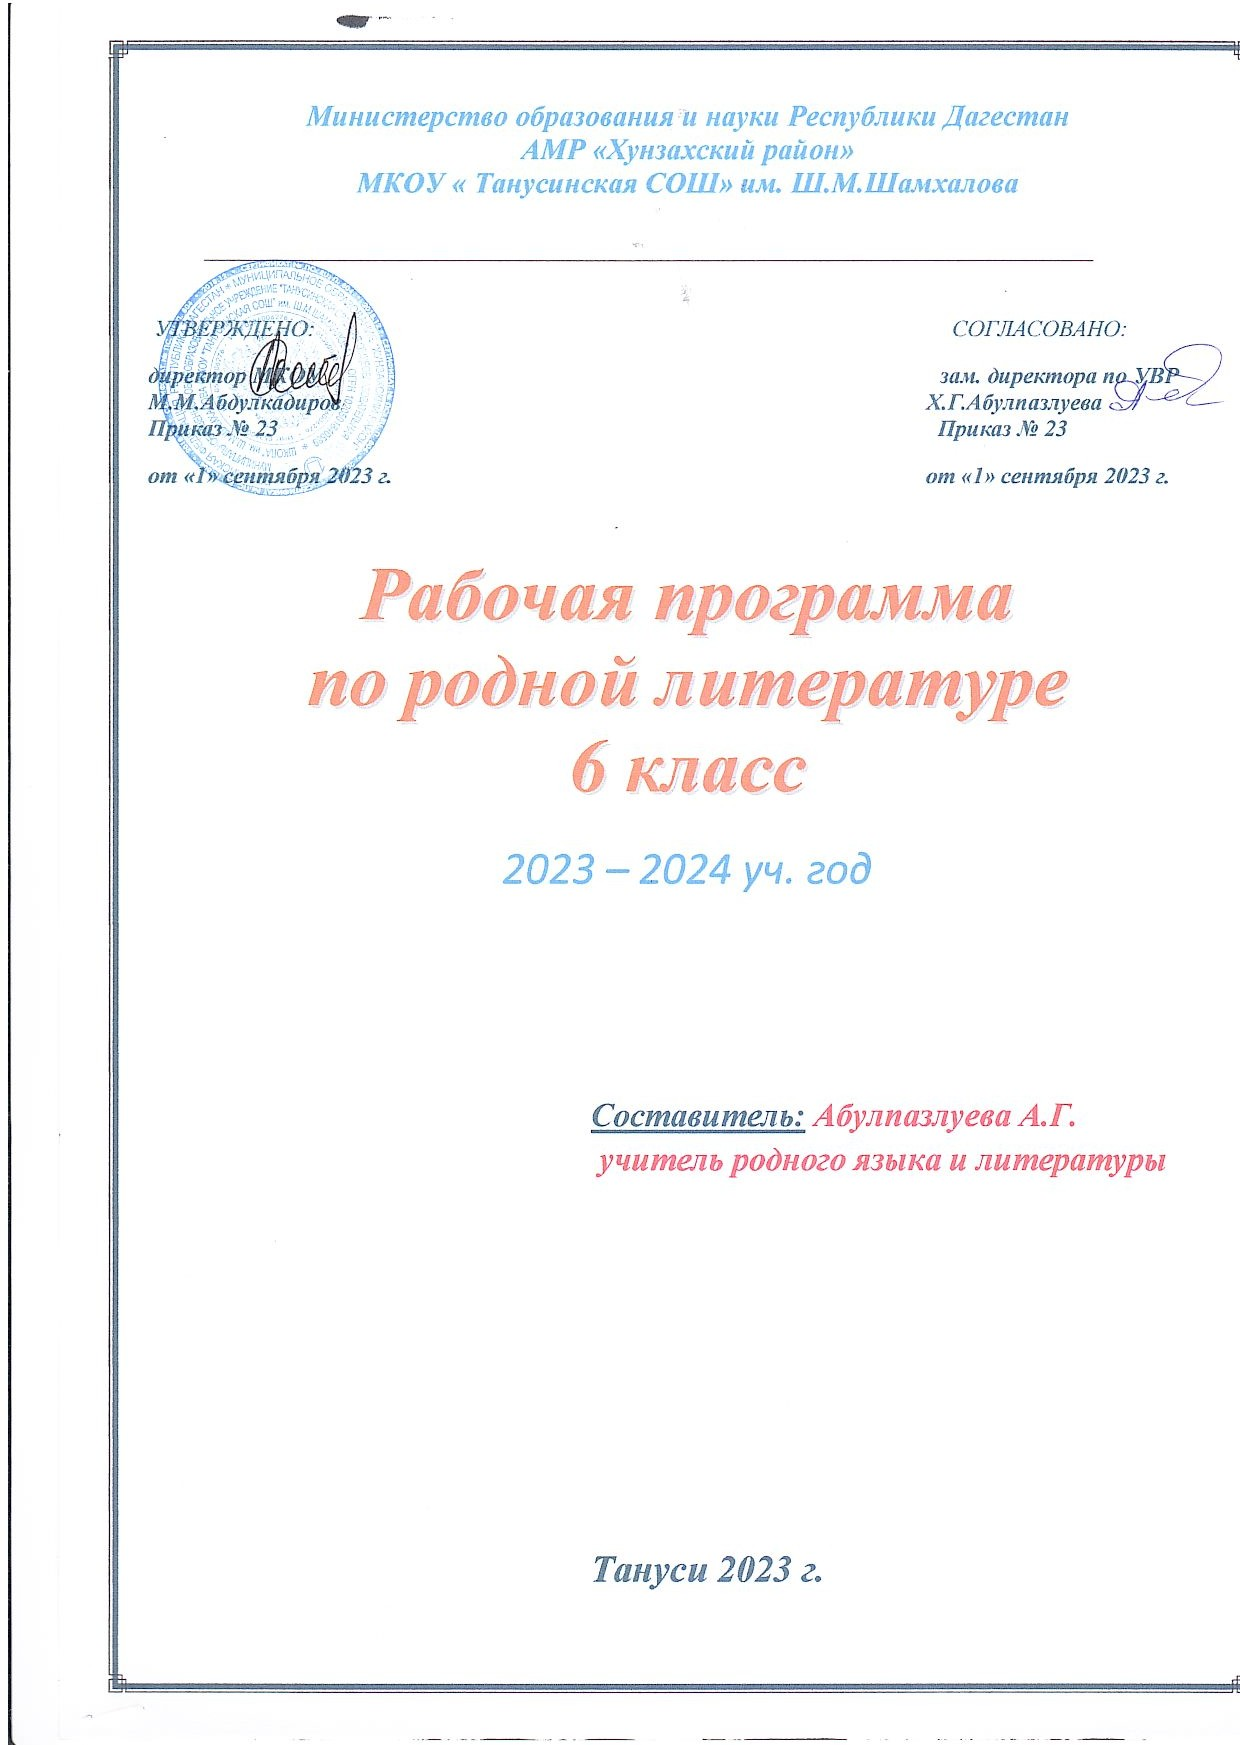 Министерство образования и науки Республики Дагестан
АМР «Хунзахский район»
МКОУ « Танусинская СОШ» им. Ш.М.Шамхалова
УТВЕРЖДЕНО:
директор МКОУ
М.М.Абдулкадиров
Приказ № 23
от «1» сентября 2023 г.
СОГЛАСОВАНО:
зам. директора по УВР
Х.Г.Абулпазлуева
Приказ № 23
от «1» сентября 2023 г.
Рабочая программа
по родной литературе
6 класс
2023 – 2024 уч. год
Составитель: Абулпазлуева А.Г.
учитель родного языка и литературы
Тануси 2023 г.